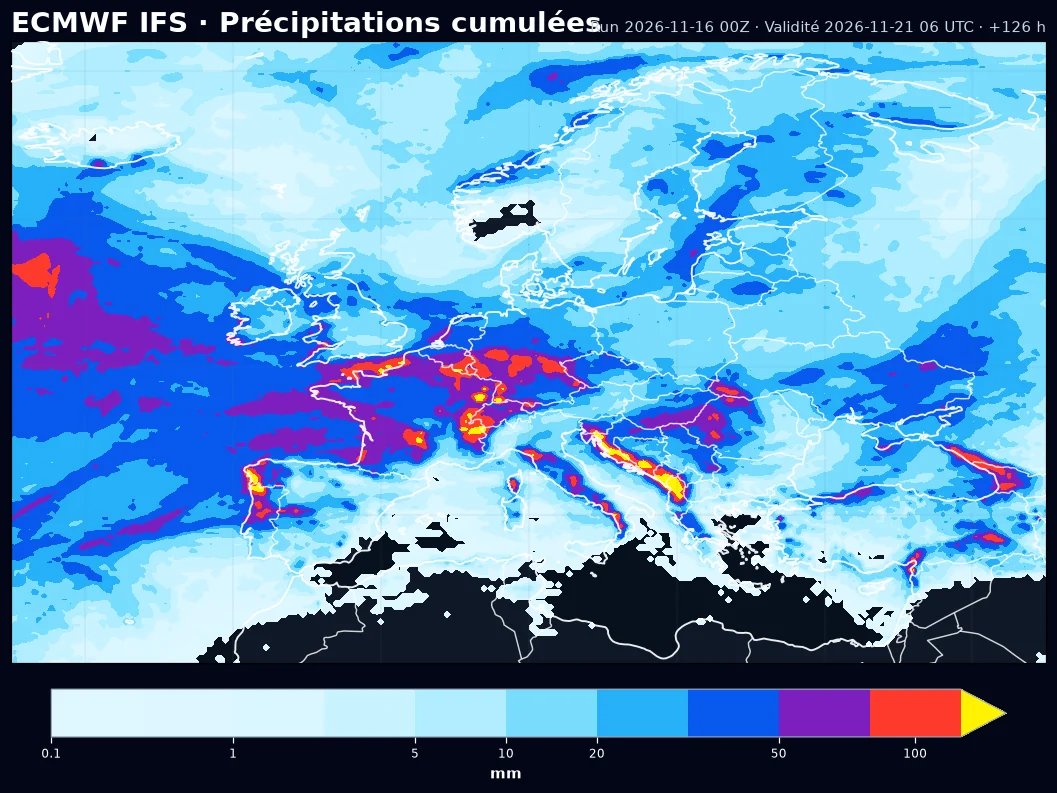 ECMWF IFS · Précipitations cumulées
Run 2026-11-16 00Z · Validité 2026-11-21 06 UTC · +126 h
0.1 1 5 10 20 50 100
mm